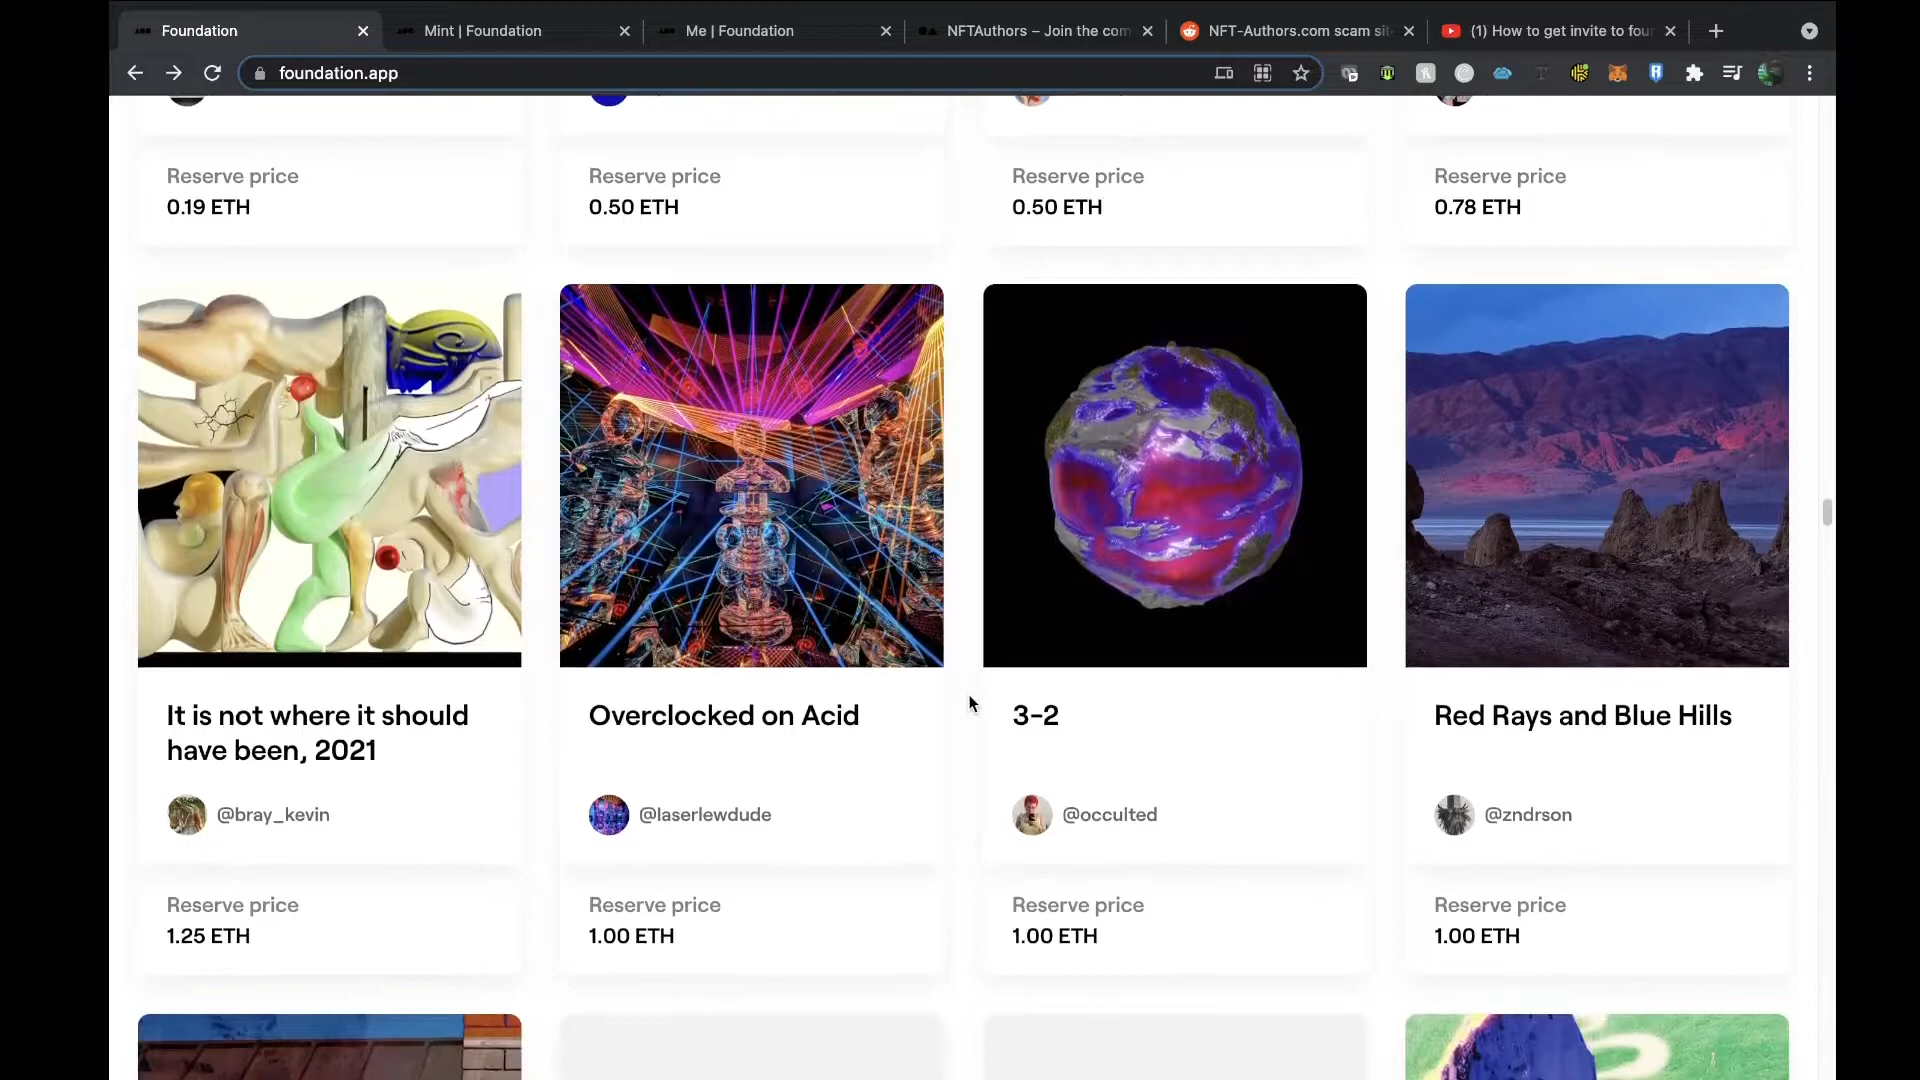 Foundation
Mint | Foundation
Me | Foundation
NFTAuthors – Join the com
NFT-Authors.com scam sit
(1) How to get invite to four
foundation.app
Reserve price
0.19 ETH
Reserve price
0.50 ETH
Reserve price
0.50 ETH
Reserve price
0.78 ETH
It is not where it should
have been, 2021
Overclocked on Acid
3-2
Red Rays and Blue Hills
@bray_kevin
@laserlewdude
@occulted
@zndrson
Reserve price
1.25 ETH
Reserve price
1.00 ETH
Reserve price
1.00 ETH
Reserve price
1.00 ETH